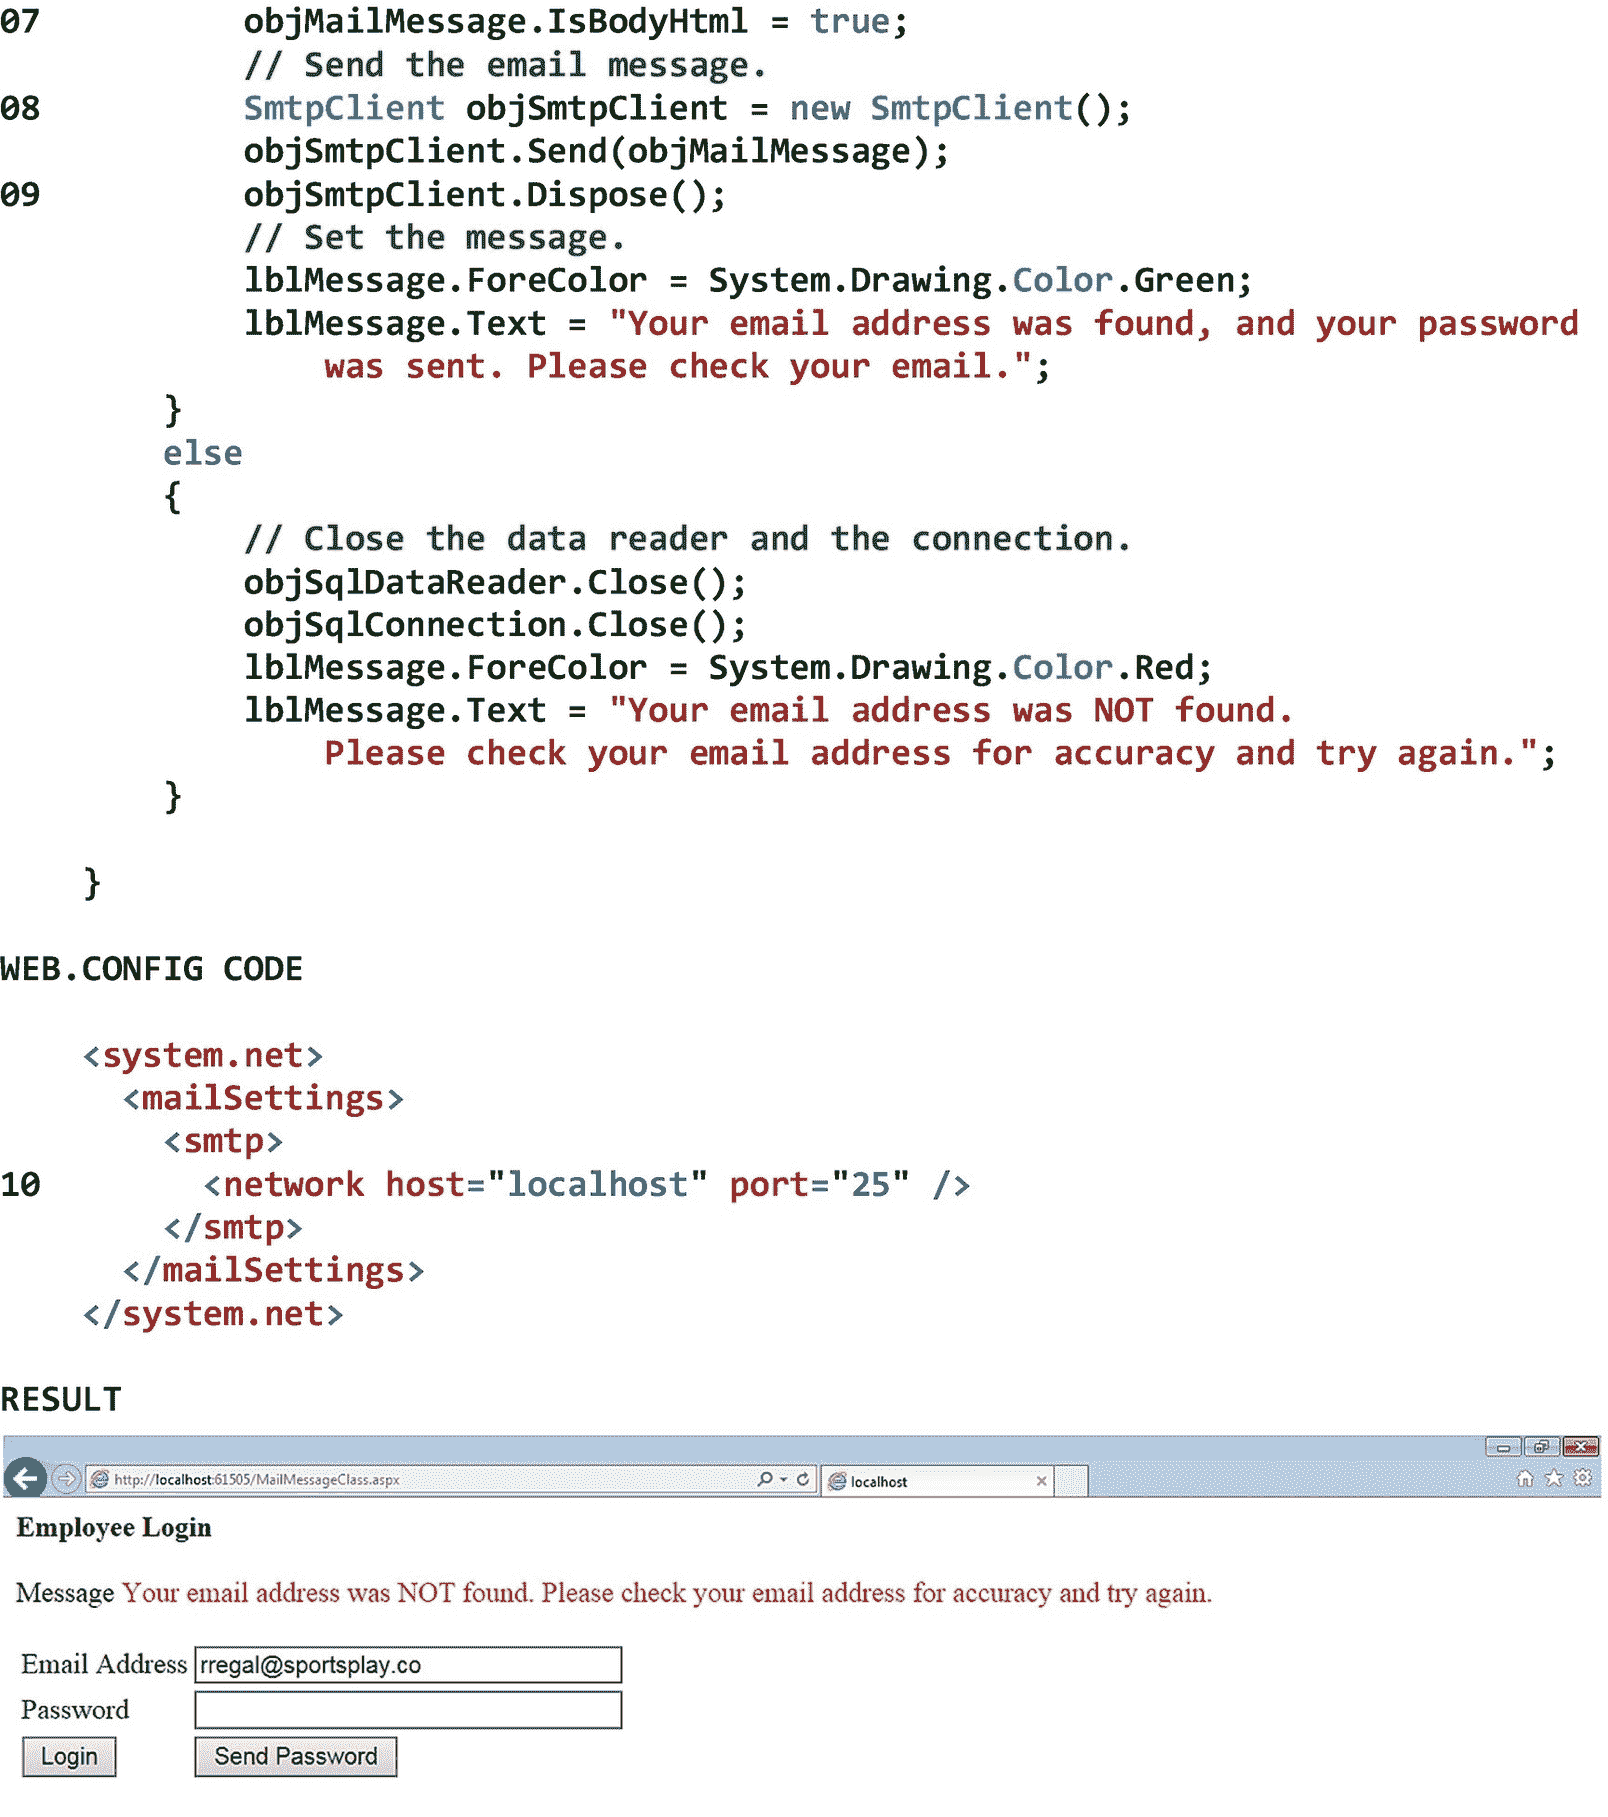 07          objMailMessage.IsBodyHtml = true;
            // Send the email message.
08          SmtpClient objSmtpClient = new SmtpClient();
            objSmtpClient.Send(objMailMessage);
09          objSmtpClient.Dispose();
            // Set the message.
            lblMessage.ForeColor = System.Drawing.Color.Green;
            lblMessage.Text = "Your email address was found, and your password
                was sent. Please check your email.";
        }
        else
        {
            // Close the data reader and the connection.
            objSqlDataReader.Close();
            objSqlConnection.Close();
            lblMessage.ForeColor = System.Drawing.Color.Red;
            lblMessage.Text = "Your email address was NOT found.
                Please check your email address for accuracy and try again.";
        }
    }
WEB.CONFIG CODE
    <system.net>
      <mailSettings>
        <smtp>
10        <network host="localhost" port="25" />
        </smtp>
      </mailSettings>
    </system.net>
RESULT
http://localhost:61505/MailMessageClass.aspx localhost
Employee Login
Message Your email address was NOT found. Please check your email address for accuracy and try again.
Email Address rregal@sportsplay.co
Password
Login Send Password